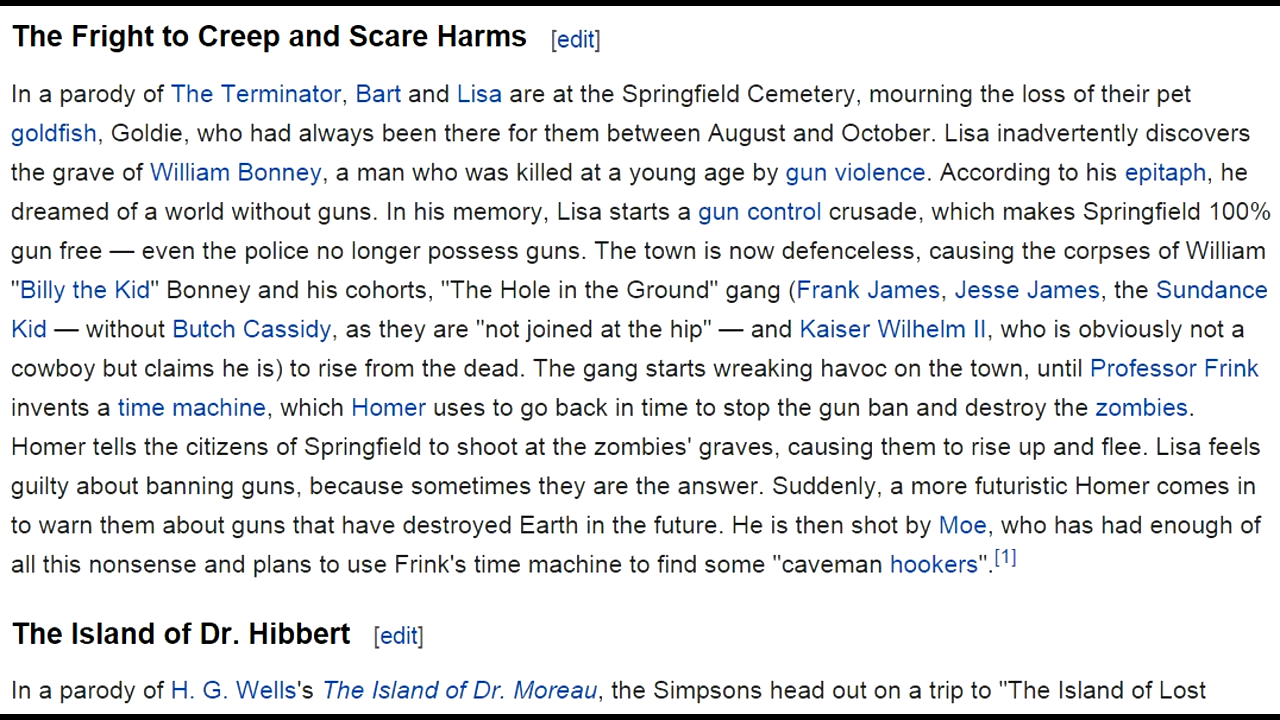 The Fright to Creep and Scare Harms [edit]
In a parody of The Terminator, Bart and Lisa are at the Springfield Cemetery, mourning the loss of their pet
goldfish, Goldie, who had always been there for them between August and October. Lisa inadvertently discovers
the grave of William Bonney, a man who was killed at a young age by gun violence. According to his epitaph, he
dreamed of a world without guns. In his memory, Lisa starts a gun control crusade, which makes Springfield 100%
gun free — even the police no longer possess guns. The town is now defenceless, causing the corpses of William
"Billy the Kid" Bonney and his cohorts, "The Hole in the Ground" gang (Frank James, Jesse James, the Sundance
Kid — without Butch Cassidy, as they are "not joined at the hip" — and Kaiser Wilhelm II, who is obviously not a
cowboy but claims he is) to rise from the dead. The gang starts wreaking havoc on the town, until Professor Frink
invents a time machine, which Homer uses to go back in time to stop the gun ban and destroy the zombies.
Homer tells the citizens of Springfield to shoot at the zombies' graves, causing them to rise up and flee. Lisa feels
guilty about banning guns, because sometimes they are the answer. Suddenly, a more futuristic Homer comes in
to warn them about guns that have destroyed Earth in the future. He is then shot by Moe, who has had enough of
all this nonsense and plans to use Frink's time machine to find some "caveman hookers".[1]
The Island of Dr. Hibbert [edit]
In a parody of H. G. Wells's The Island of Dr. Moreau, the Simpsons head out on a trip to "The Island of Lost